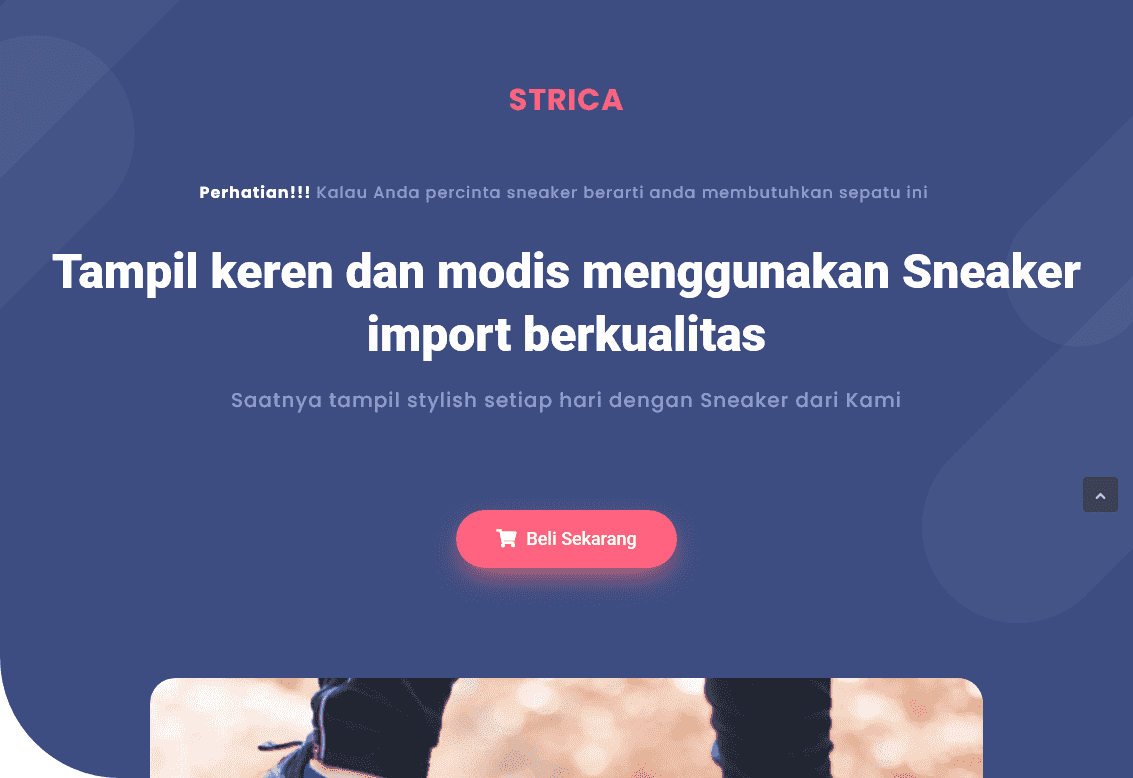 STRICA
Perhatian!!! Kalau Anda percinta sneaker berarti anda membutuhkan sepatu ini
Tampil keren dan modis menggunakan Sneaker
import berkualitas
Saatnya tampil stylish setiap hari dengan Sneaker dari Kami
Beli Sekarang